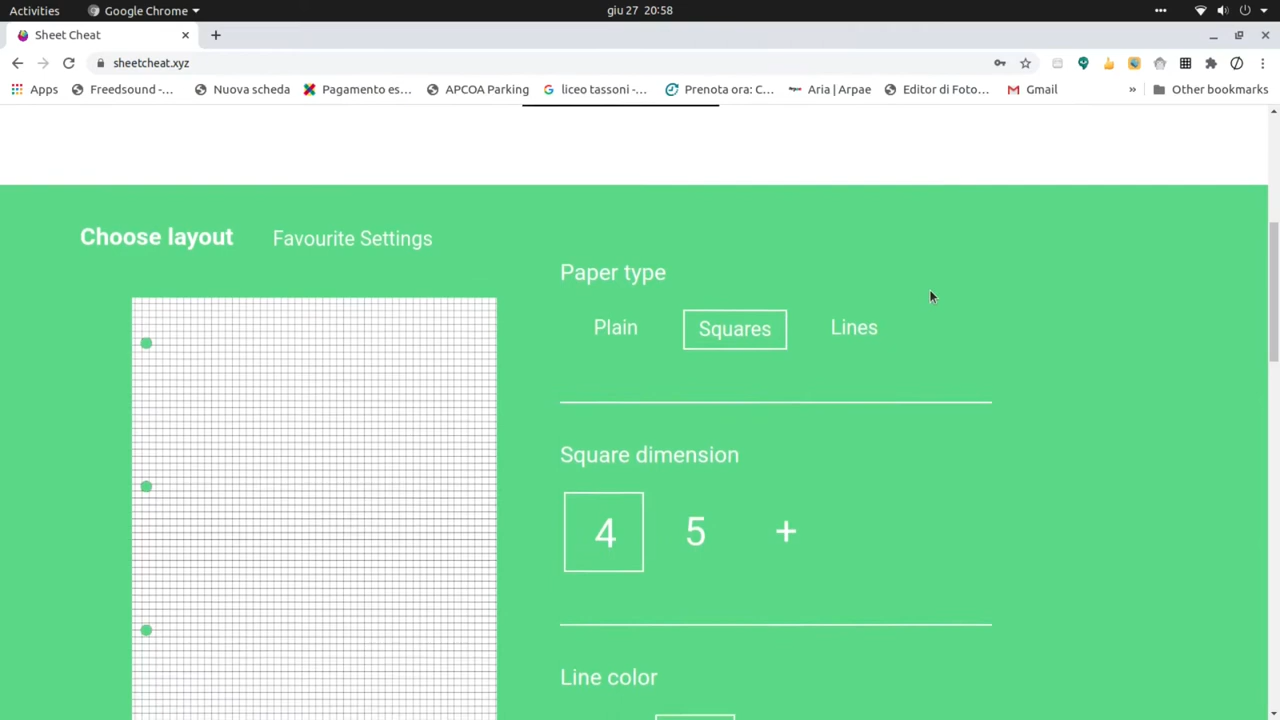 Activities Google Chrome giu 27 20:58
Sheet Cheat
sheetcheat.xyz
Apps Freedsound -... Nuova scheda Pagamento es... APCOA Parking liceo tassoni -... Prenota ora: C... Aria | Arpae Editor di Foto... Gmail » Other bookmarks
Choose layout Favourite Settings
Paper type
Plain Squares Lines
Square dimension
4 5 +
Line color